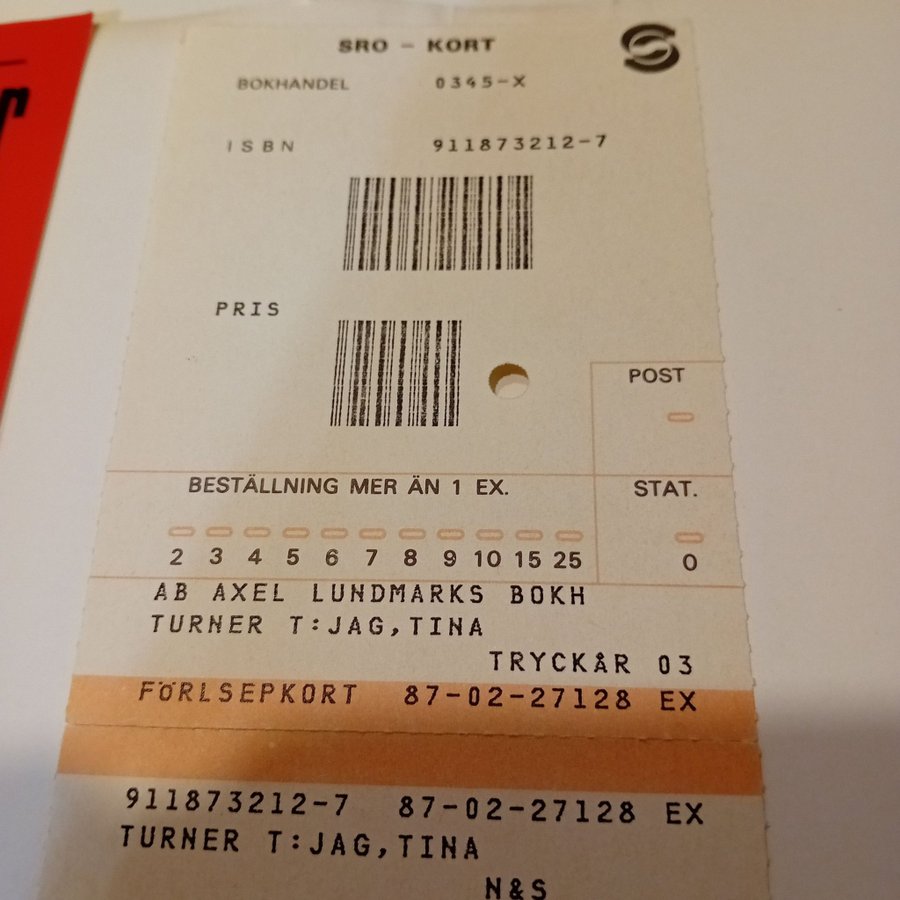 SRO - KORT
BOKHANDEL 0345-X
ISBN 911873212-7
PRIS
POST
BESTÄLLNING MER ÄN 1 EX. STAT.
2 3 4 5 6 7 8 9 10 15 25 0
AB AXEL LUNDMARKS BOKH
TURNER T:JAG,TINA
TRYCKÅR 03
FÖRLSEPKORT 87-02-27128 EX
911873212-7 87-02-27128 EX
TURNER T:JAG,TINA
N&S